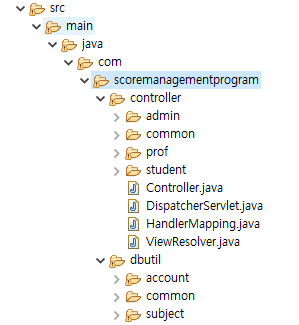 src
main
java
com
scoremanagementprogram
controller
admin
common
prof
student
Controller.java
DispatcherServlet.java
HandlerMapping.java
ViewResolver.java
dbutil
account
common
subject